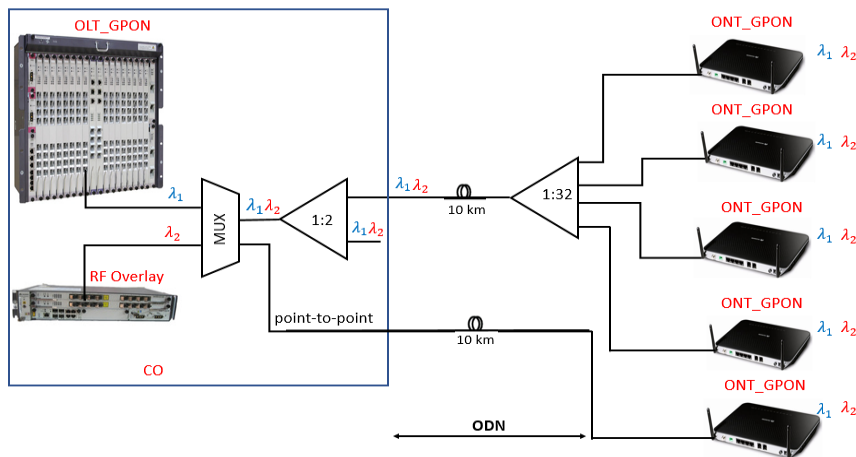 OLT_GPON
ONT_GPON
λ1 λ2
ONT_GPON
λ1 λ2
λ1
λ1 λ2
λ1 λ2
1:32
MUX
1:2
10 km
λ2
λ1 λ2
ONT_GPON
λ1 λ2
RF Overlay
point-to-point
10 km
ONT_GPON
λ1 λ2
CO
ONT_GPON
λ1 λ2
ODN